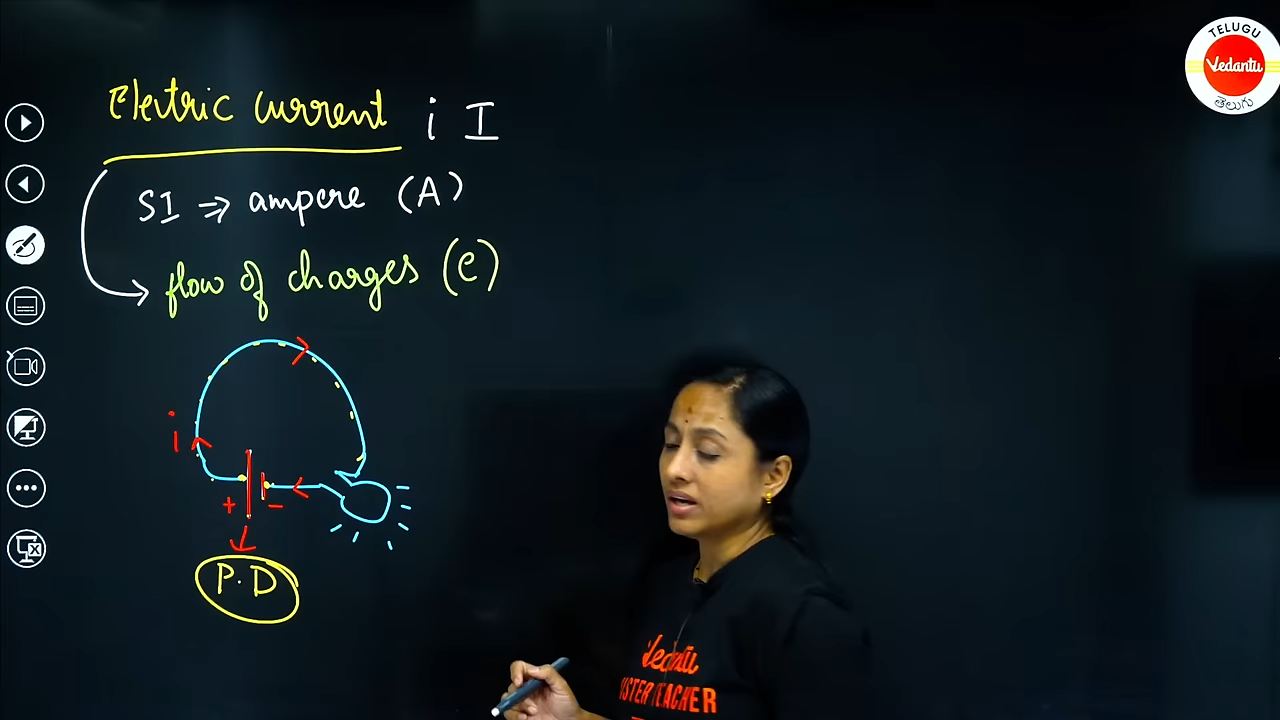 Electric current i I
SI ⇒ ampere (A)
flow of charges (e)
i
+ -
P.D
TELUGU
Vedantu
తెలుగు
Vedantu
MASTER TEACHER